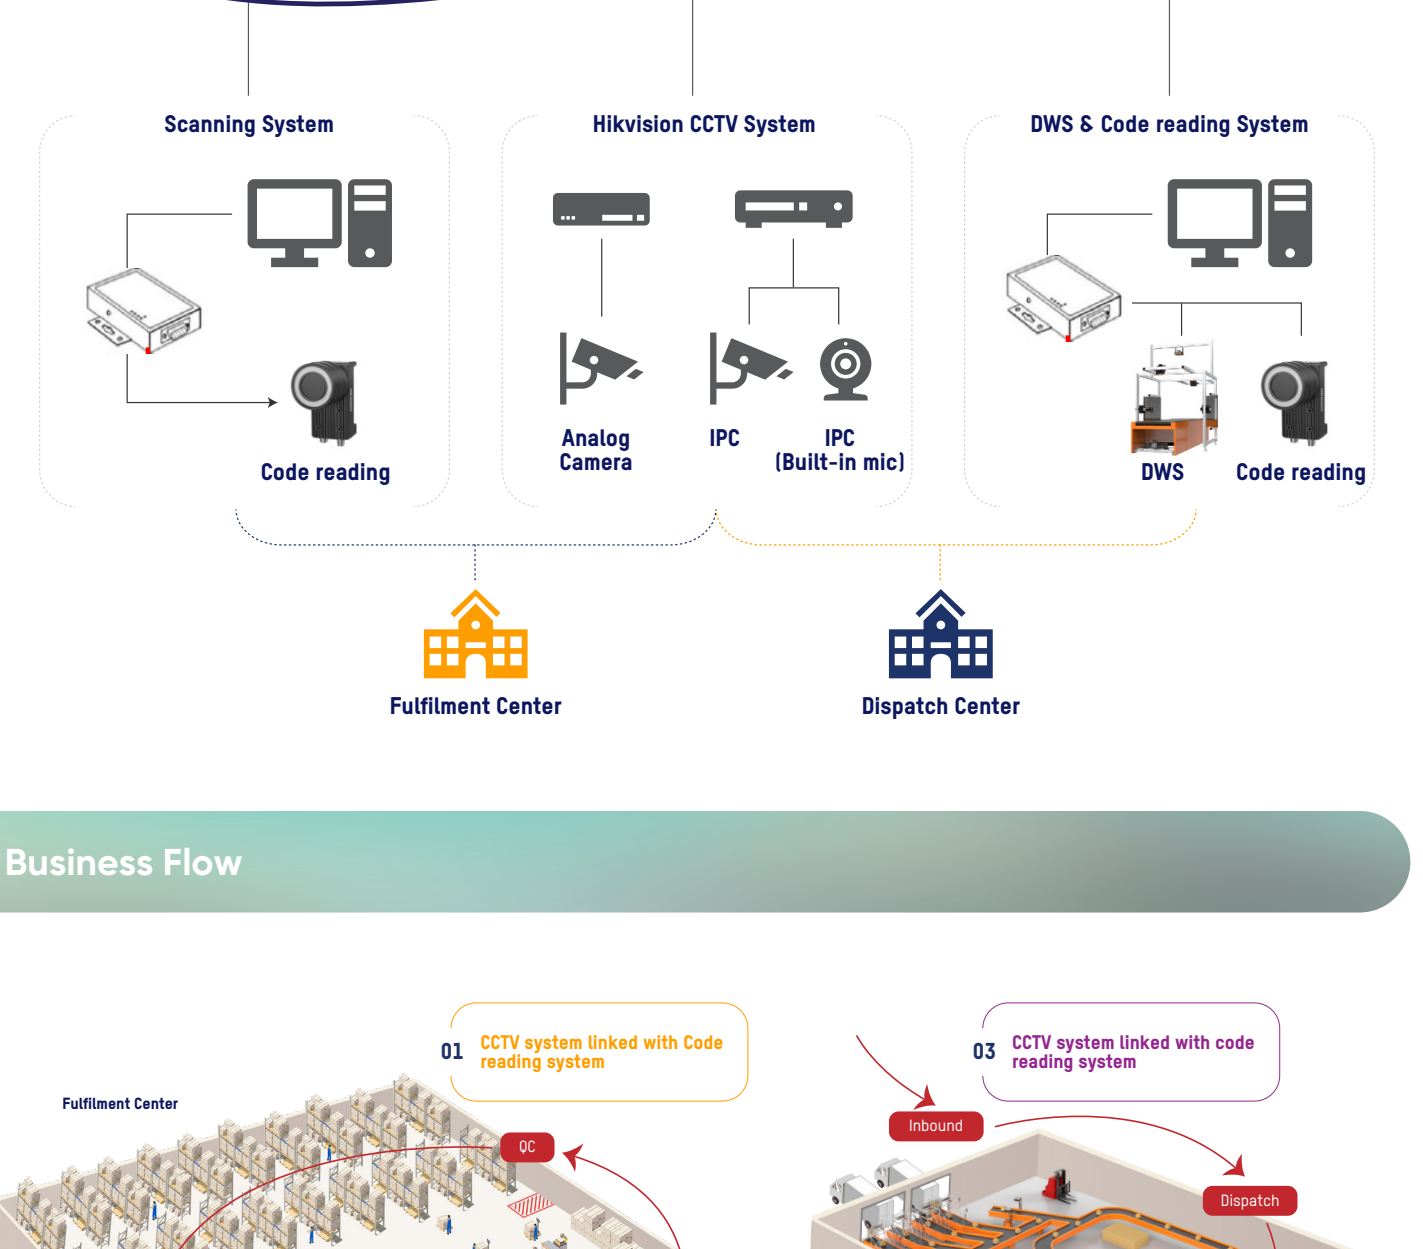 Scanning System
Hikvision CCTV System
DWS & Code reading System
Analog
Camera
IPC
IPC
(Built-in mic)
Code reading
DWS
Code reading
Fulfilment Center
Dispatch Center
Business Flow
01
CCTV system linked with Code
reading system
03
CCTV system linked with code
reading system
Fulfilment Center
QC
Inbound
Dispatch